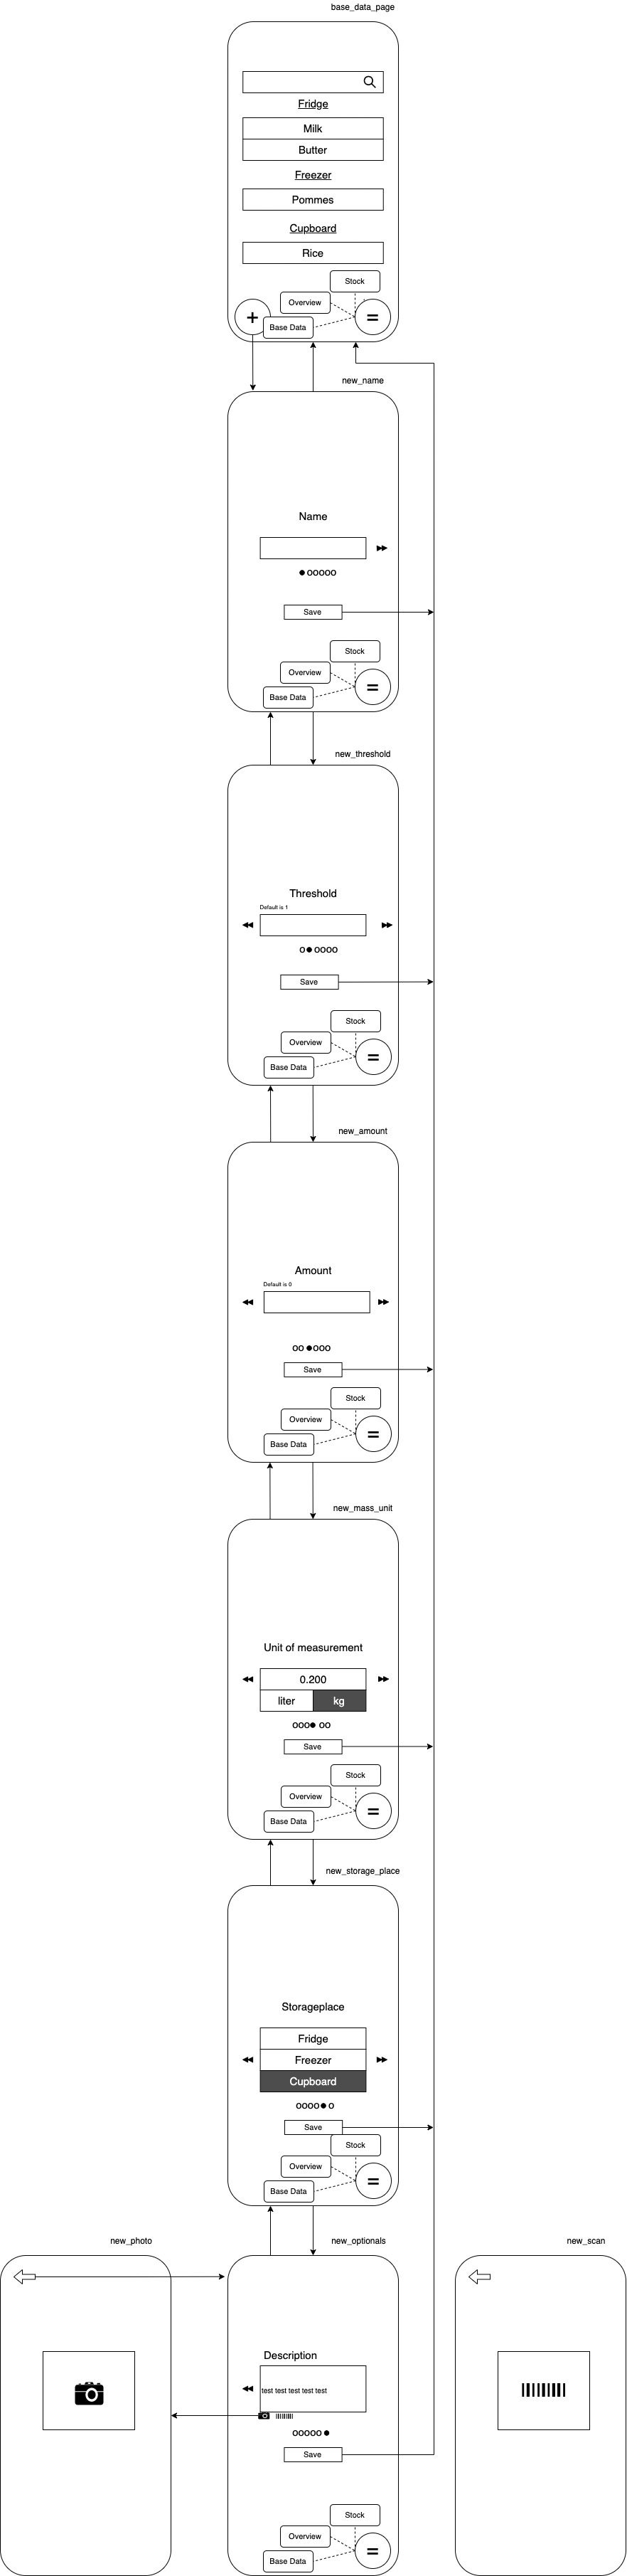 base_data_page
Fridge
Milk
Butter
Freezer
Pommes
Cupboard
Rice
Stock
Overview
+
Base Data
=
new_name
Name
ooooo
Save
Stock
Overview
Base Data
=
new_threshold
Threshold
Default is 1
o oooo
Save
Stock
Overview
Base Data
=
new_amount
Amount
Default is 0
oo ooo
Save
Stock
Overview
Base Data
=
new_mass_unit
Unit of measurement
0.200
liter kg
ooo oo
Save
Stock
Overview
Base Data
=
new_storage_place
Storageplace
Fridge
Freezer
Cupboard
oooo o
Save
Stock
Overview
Base Data
=
new_photo new_optionals new_scan
Description
test test test test test
ooooo
Save
Stock
Overview
Base Data
=